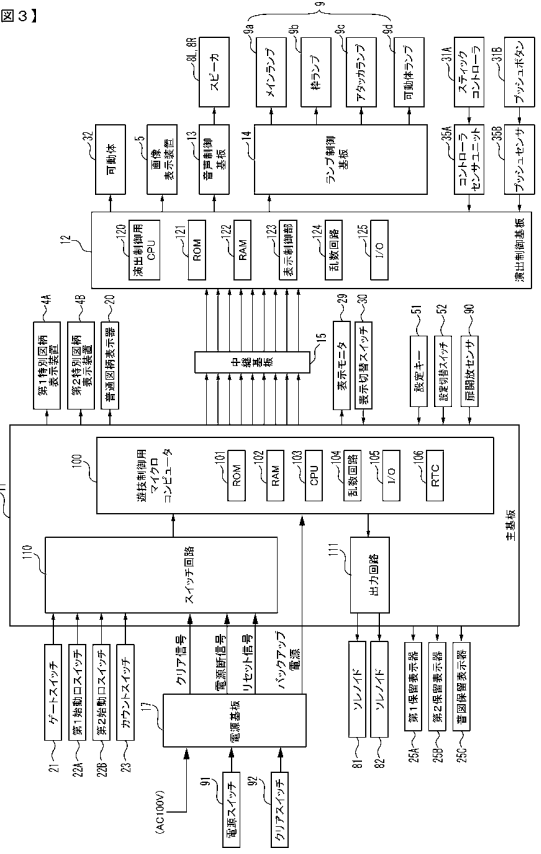 図3】
32
可動体
5
画像
表示装置
8L, 8R
スピーカ
13
音声制御
基板
9
9a
メインランプ
9b
枠ランプ
9c
アタッカランプ
9d
可動体ランプ
14
ランプ制御
基板
31A
スティック
コントローラ
35A
コントローラ
センサユニット
31B
プッシュボタン
35B
プッシュセンサ
12
120
演出制御用
CPU
121
ROM
122
RAM
123
表示制御部
124
乱数回路
125
I/O
演出制御基板
4A
第1特別図柄
表示装置
4B
第2特別図柄
表示装置
20
普通図柄表示器
中継基板
15
29
表示モニタ
30
表示切替スイッチ
51
設定キー
52
設定切替スイッチ
90
扉開放センサ
11
100
遊技制御用
マイクロ
コンピュータ
101
ROM
102
RAM
103
CPU
104
乱数回路
105
I/O
106
RTC
主基板
110
スイッチ回路
111
出力回路
21
ゲートスイッチ
22A
第1始動口スイッチ
22B
第2始動口スイッチ
23
カウントスイッチ
クリア信号
電源断信号
リセット信号
バックアップ
電源
17
電源基板
(AC100V)
91
電源スイッチ
92
クリアスイッチ
81
ソレノイド
82
ソレノイド
25A
第1保留表示器
25B
第2保留表示器
25C
普図保留表示器